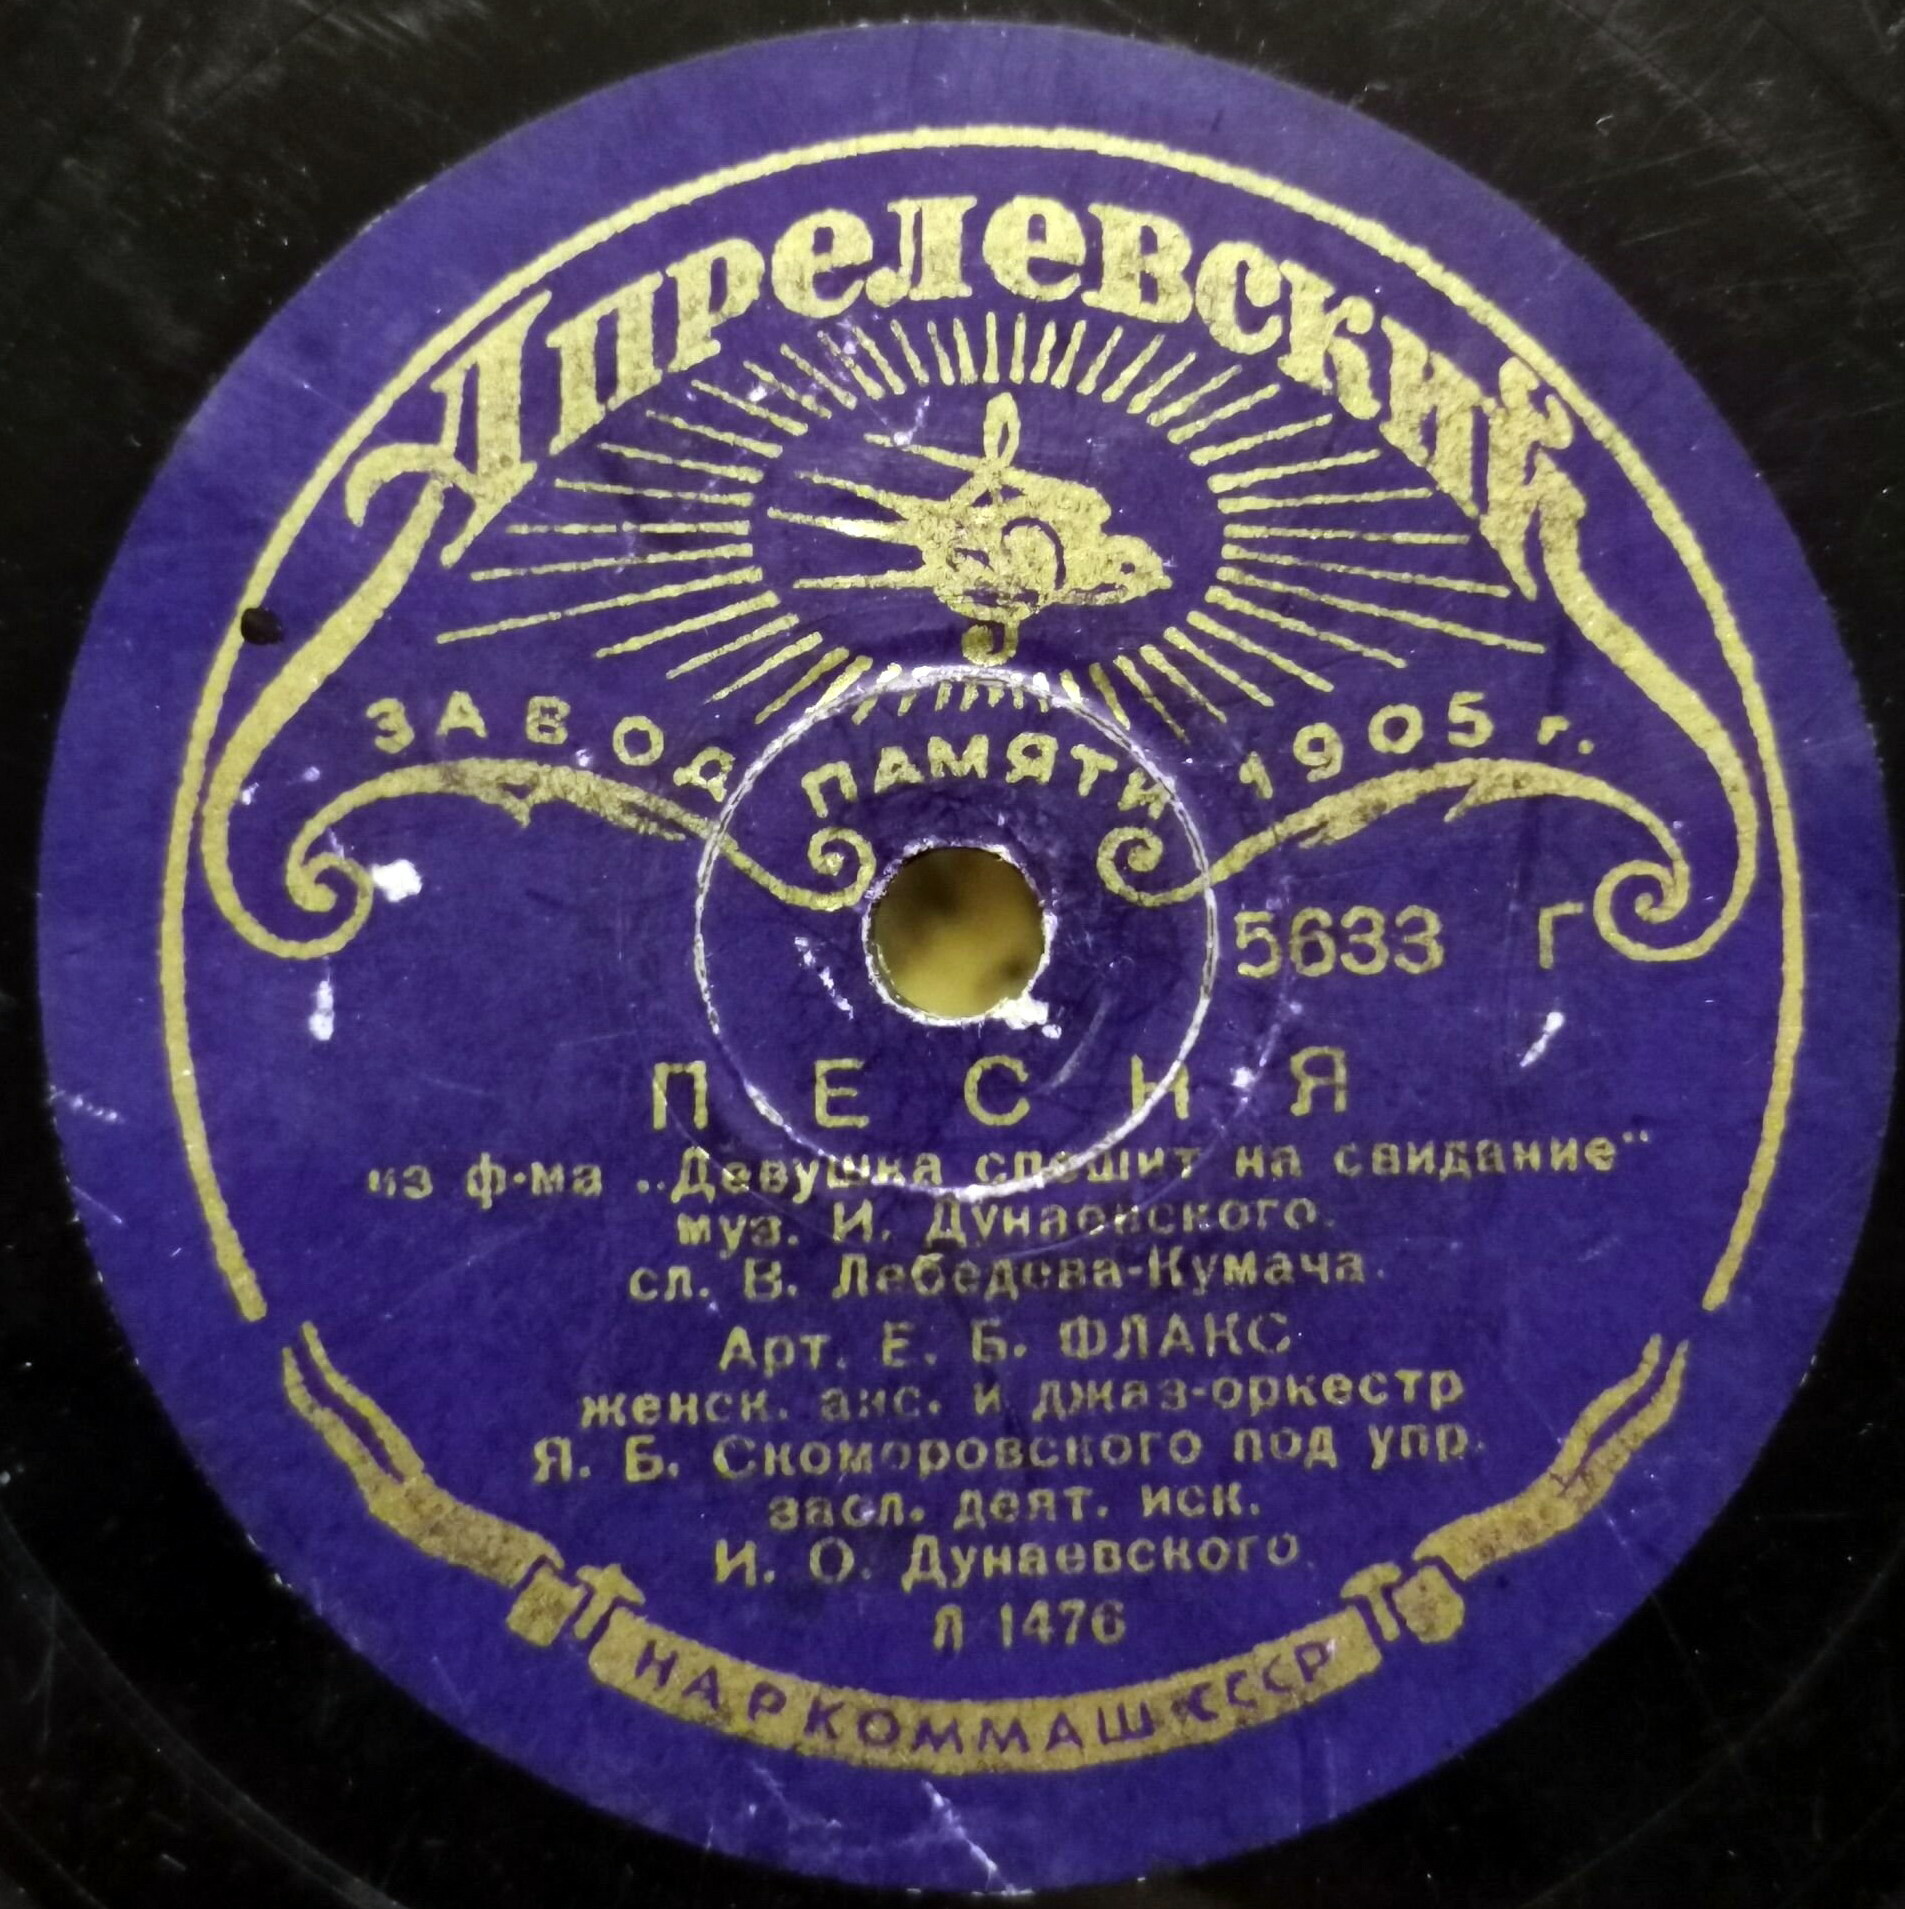 Апрелевский
ЗАВОД ПАМЯТИ 1905 г.
5633 Г
ПЕСНЯ
из ф-ма „Девушка спешит на свидание"
муз. И. Дунаевского.
сл. В. Лебедева-Кумача.
Арт. Е. Б. ФЛАКС
женск. анс. и джаз-оркестр
Я. Б. Скоморовского под упр.
засл. деят. иск.
И. О. Дунаевского.
Л 1476
НАРКОММАШ СССР